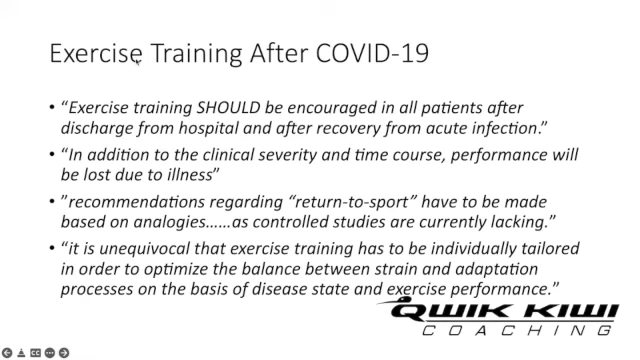 Exercise Training After COVID-19
• “Exercise training SHOULD be encouraged in all patients after
discharge from hospital and after recovery from acute infection.”
• “In addition to the clinical severity and time course, performance will
be lost due to illness”
• ”recommendations regarding “return-to-sport” have to be made
based on analogies……as controlled studies are currently lacking.”
• “it is unequivocal that exercise training has to be individually tailored
in order to optimize the balance between strain and adaptation
processes on the basis of disease state and exercise performance.”
QWIK KIWI
COACHING
CC